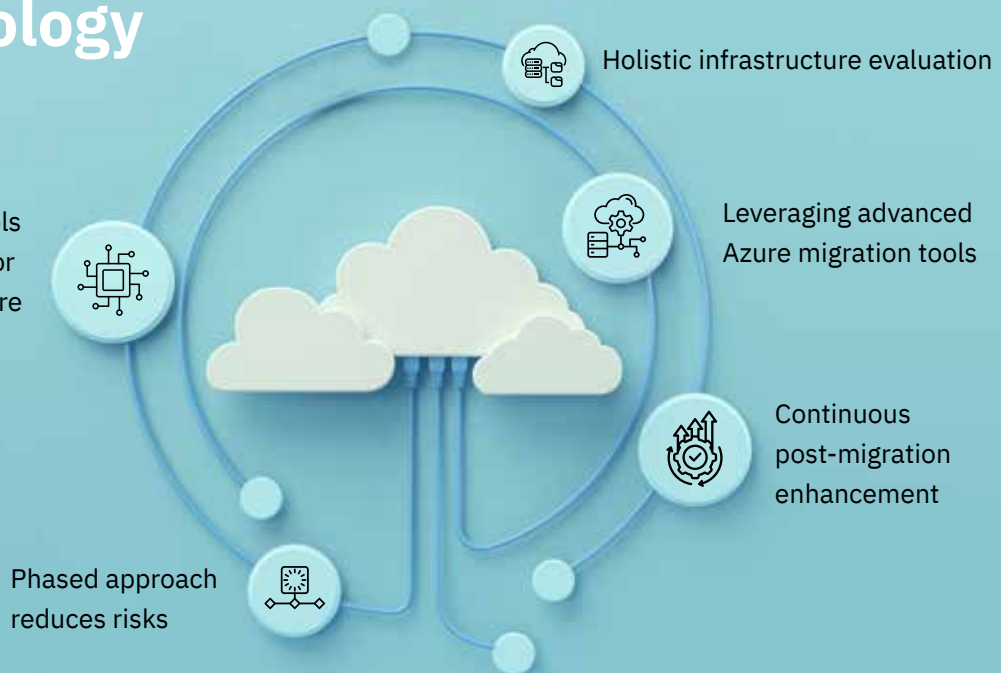 ology
Holistic infrastructure evaluation
Leveraging advanced
Azure migration tools
ols
or
re
Continuous
post-migration
enhancement
Phased approach
reduces risks